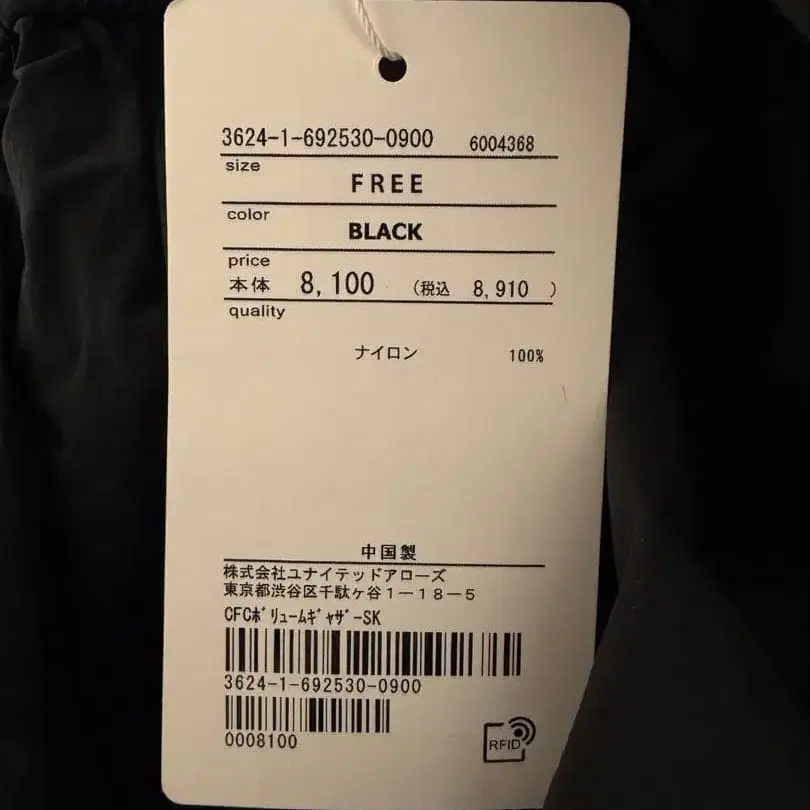 3624-1-692530-0900 6004368
size
FREE
color
BLACK
price
本体 8,100 (税込 8,910 )
quality
ナイロン 100%
中国製
株式会社ユナイテッドアローズ
東京都渋谷区千駄ヶ谷1-18-5
CFCﾎﾞﾘｭｰﾑｷﾞｬｻﾞｰSK
3624-1-692530-0900
0008100
RFID